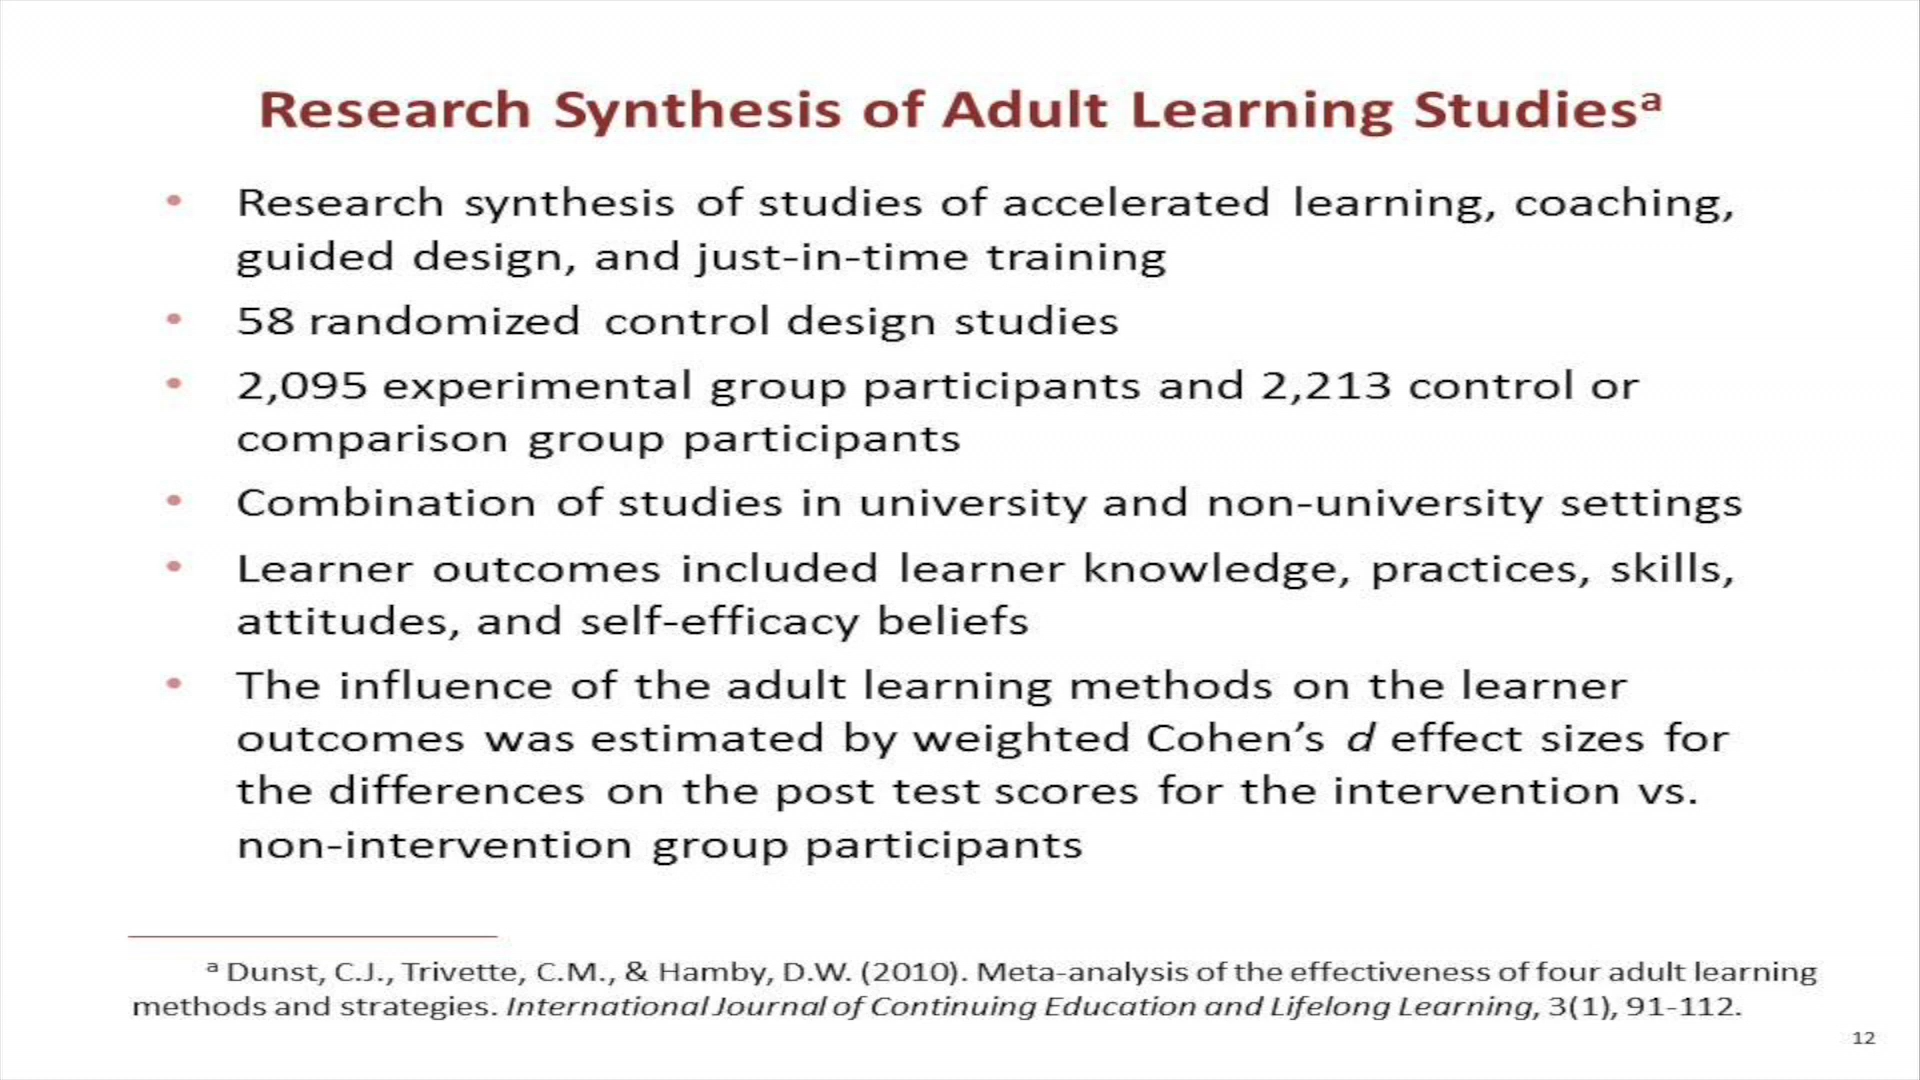 Research Synthesis of Adult Learning Studiesᵃ
• Research synthesis of studies of accelerated learning, coaching,
guided design, and just-in-time training
• 58 randomized control design studies
• 2,095 experimental group participants and 2,213 control or
comparison group participants
• Combination of studies in university and non-university settings
• Learner outcomes included learner knowledge, practices, skills,
attitudes, and self-efficacy beliefs
• The influence of the adult learning methods on the learner
outcomes was estimated by weighted Cohen’s d effect sizes for
the differences on the post test scores for the intervention vs.
non-intervention group participants
ᵃ Dunst, C.J., Trivette, C.M., & Hamby, D.W. (2010). Meta-analysis of the effectiveness of four adult learning
methods and strategies. International Journal of Continuing Education and Lifelong Learning, 3(1), 91-112.
12